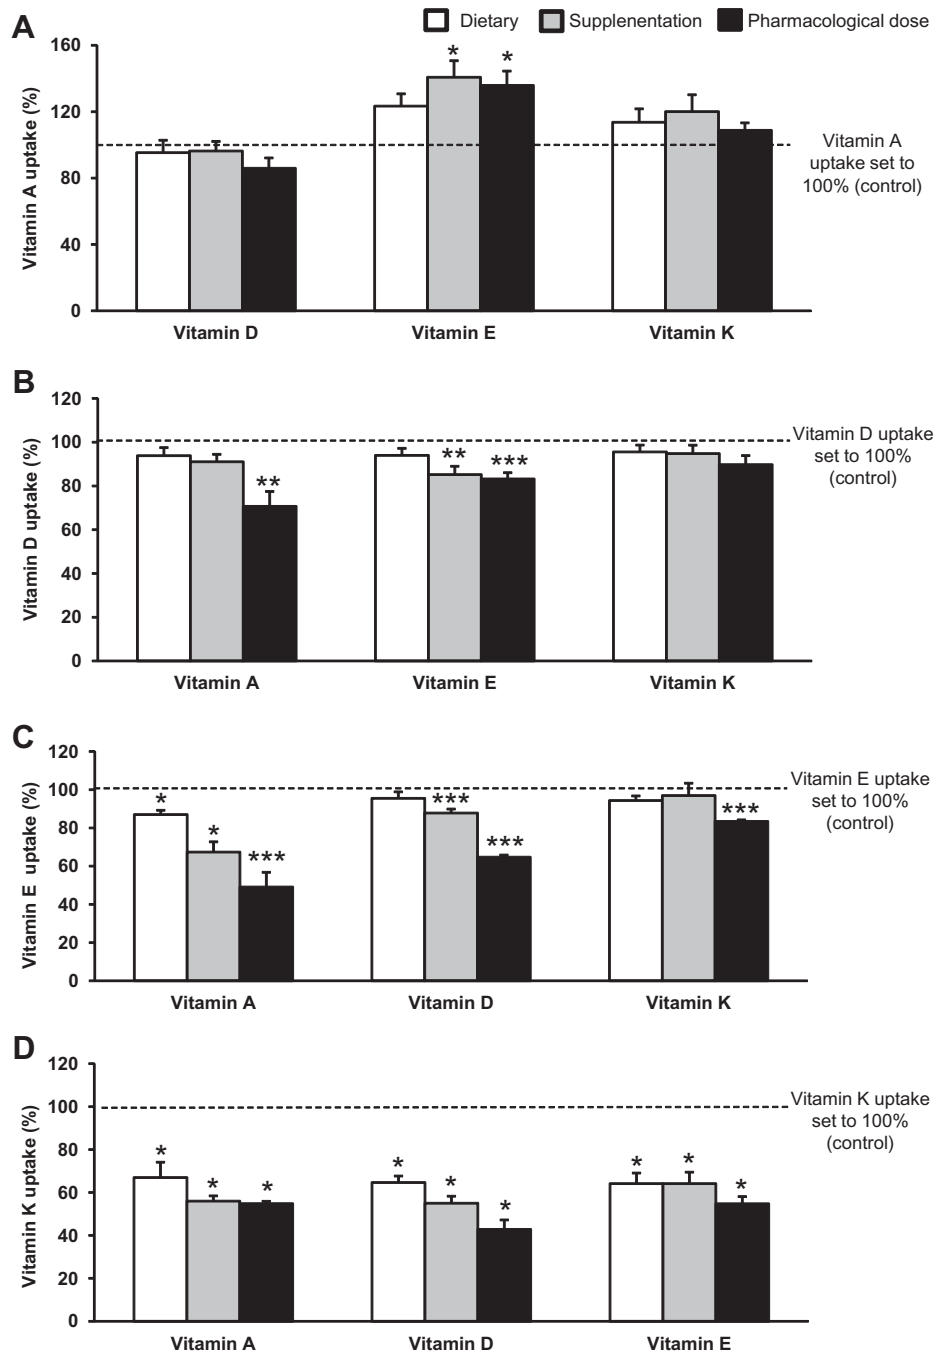 Dietary Supplenentation Pharmacological dose
A
160
120
80
40
0
Vitamin A uptake (%)
* *
Vitamin A
uptake set to
100% (control)
Vitamin D Vitamin E Vitamin K
B
120
100
80
60
40
20
0
Vitamin D uptake (%)
** ** ***
Vitamin D uptake
set to 100%
(control)
Vitamin A Vitamin E Vitamin K
C
120
100
80
60
40
20
0
Vitamin E uptake (%)
* * *** *** *** ***
Vitamin E uptake
set to 100%
(control)
Vitamin A Vitamin D Vitamin K
D
120
100
80
60
40
20
0
Vitamin K uptake (%)
* * * * * * * * *
Vitamin K uptake
set to 100%
(control)
Vitamin A Vitamin D Vitamin E